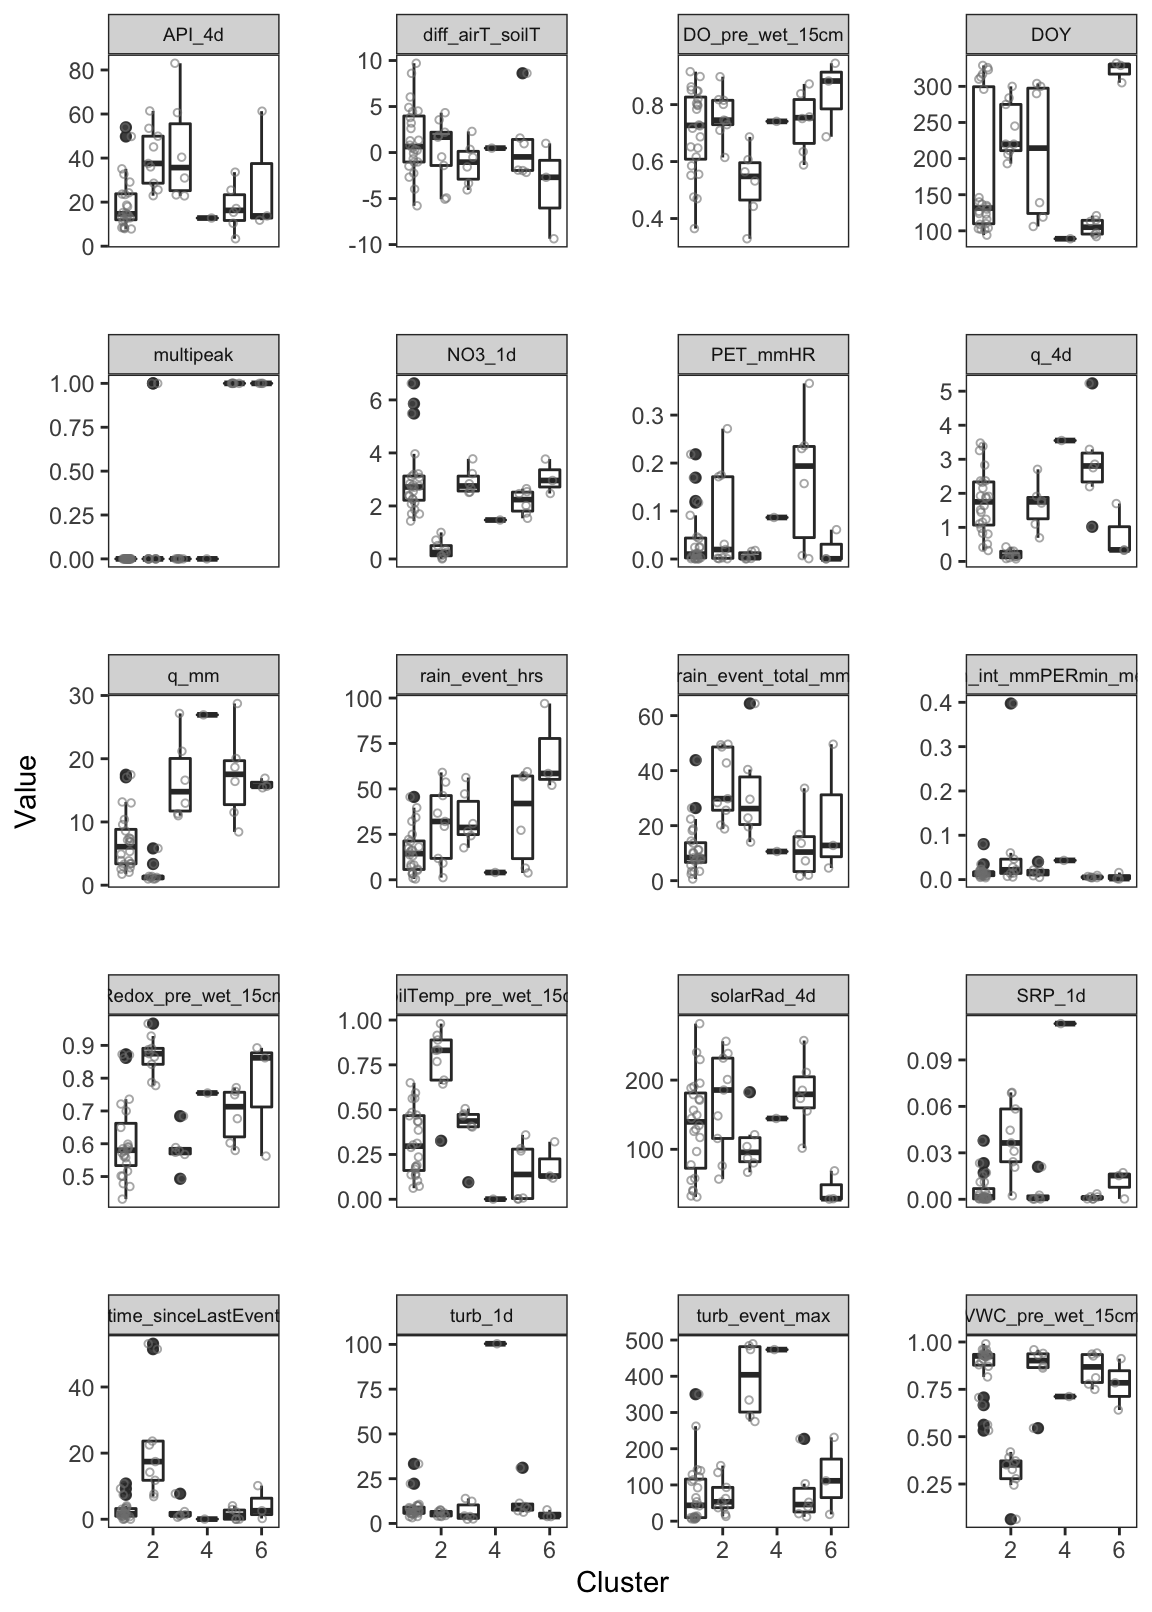 API_4d diff_airT_soilT DO_pre_wet_15cm DOY
80 60 40 20 0
10 5 0 -5 -10
0.8 0.6 0.4
300 250 200 150 100
multipeak NO3_1d PET_mmHR q_4d
1.00 0.75 0.50 0.25 0.00
6 4 2 0
0.3 0.2 0.1 0.0
5 4 3 2 1 0
q_mm rain_event_hrs rain_event_total_mm _int_mmPERmin_me
30 20 10 0
100 75 50 25 0
60 40 20 0
0.4 0.3 0.2 0.1 0.0
Redox_pre_wet_15cm ilTemp_pre_wet_15c solarRad_4d SRP_1d
0.9 0.8 0.7 0.6 0.5
1.00 0.75 0.50 0.25 0.00
200 100
0.09 0.06 0.03 0.00
time_sinceLastEvent turb_1d turb_event_max VWC_pre_wet_15cm
40 20 0
100 75 50 25 0
500 400 300 200 100 0
1.00 0.75 0.50 0.25
2 4 6 2 4 6 2 4 6 2 4 6
Value
Cluster